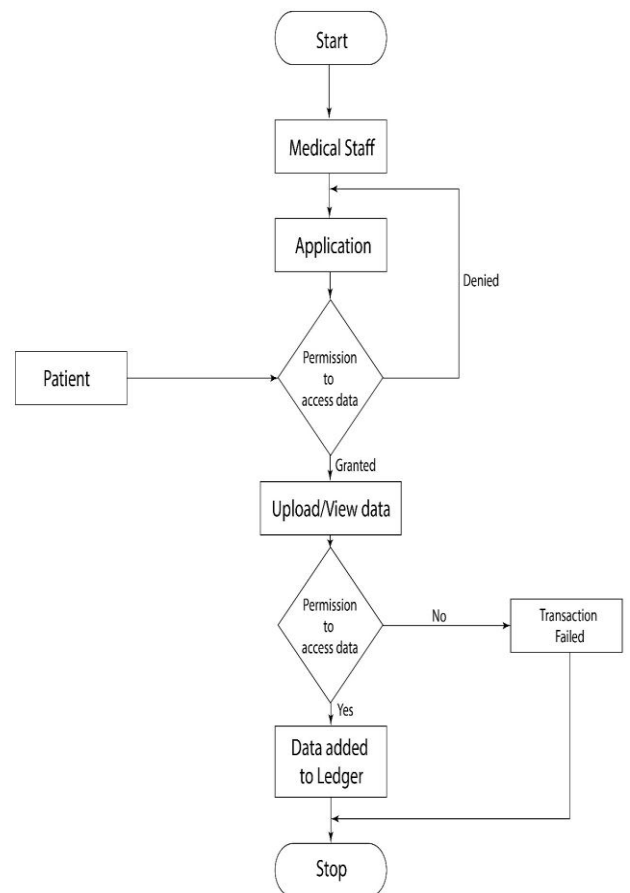 Start
Medical Staff
Application
Denied
Permission
to
access data
Patient
Granted
Upload/View data
Permission
to
access data
No
Transaction
Failed
Yes
Data added
to Ledger
Stop